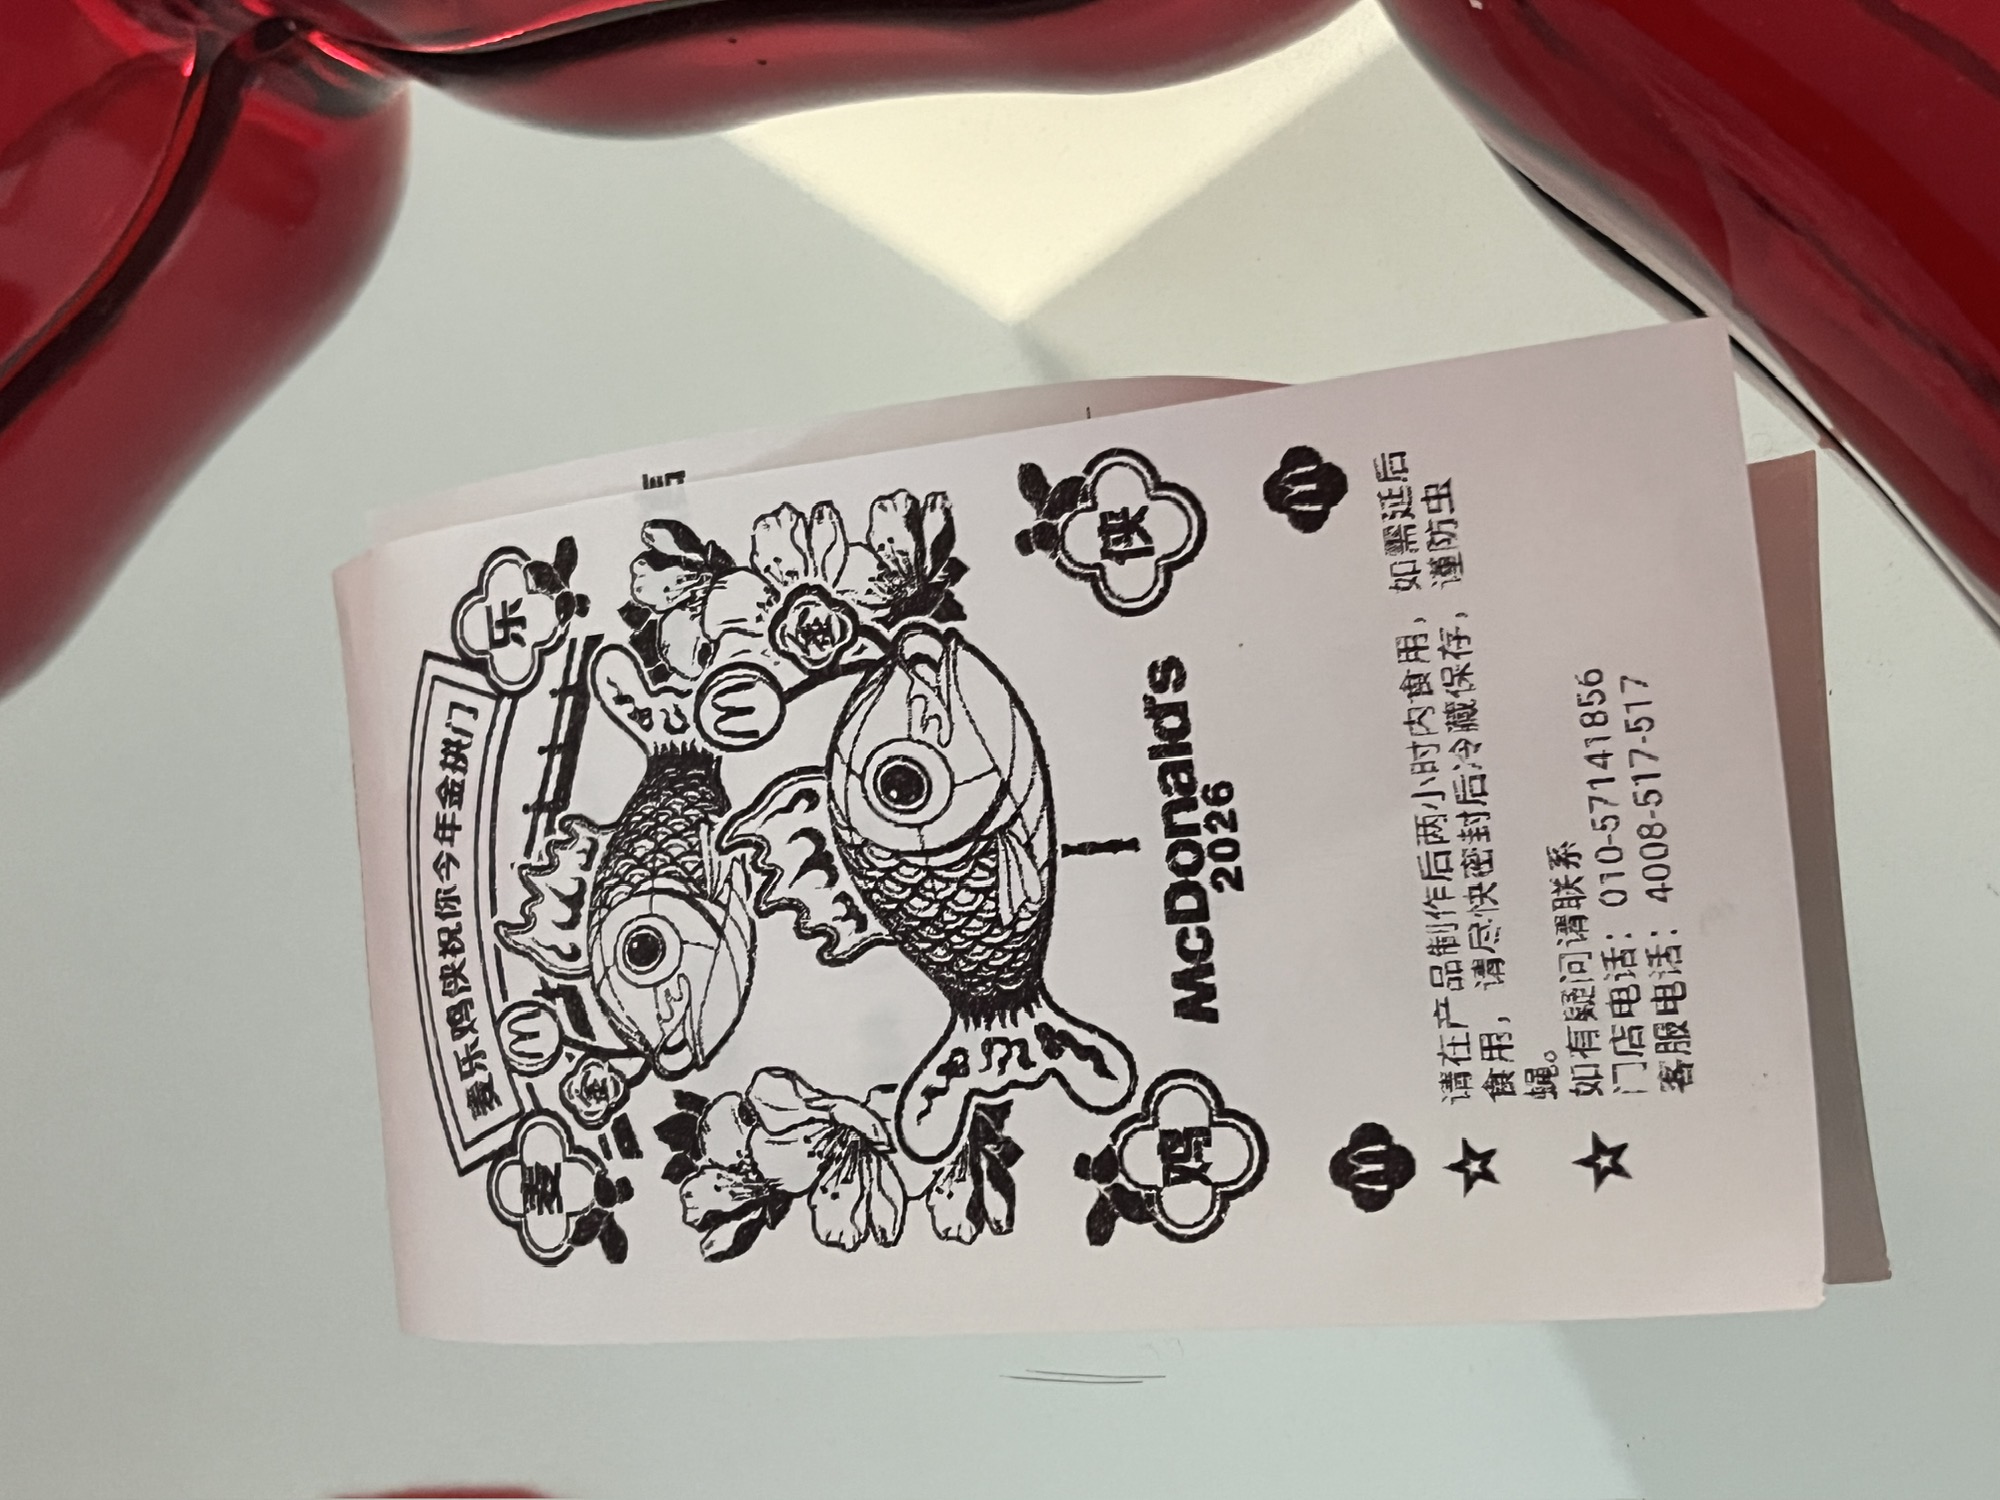 麦乐鸡侠祝你今年金拱门
麦
乐
金
鸡
侠
McDonald's
2026
请在产品制作后两小时内食用，如需延后
食用，请尽快密封后冷藏保存，谨防虫
蝇。
如有疑问请联系
门店电话：010-57141856
客服电话：4008-517-517